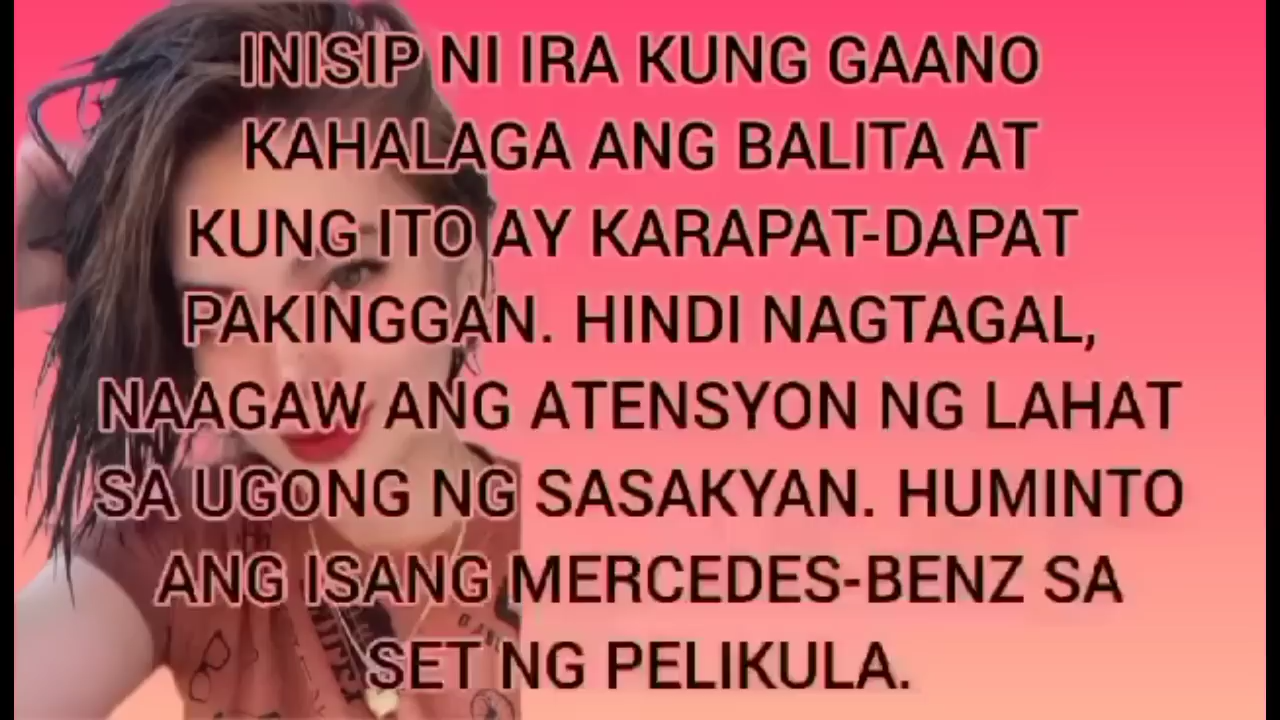 INISIP NI IRA KUNG GAANO
KAHALAGA ANG BALITA AT
KUNG ITO AY KARAPAT-DAPAT
PAKINGGAN. HINDI NAGTAGAL,
NAAGAW ANG ATENSYON NG LAHAT
SA UGONG NG SASAKYAN. HUMINTO
ANG ISANG MERCEDES-BENZ SA
SET NG PELIKULA.